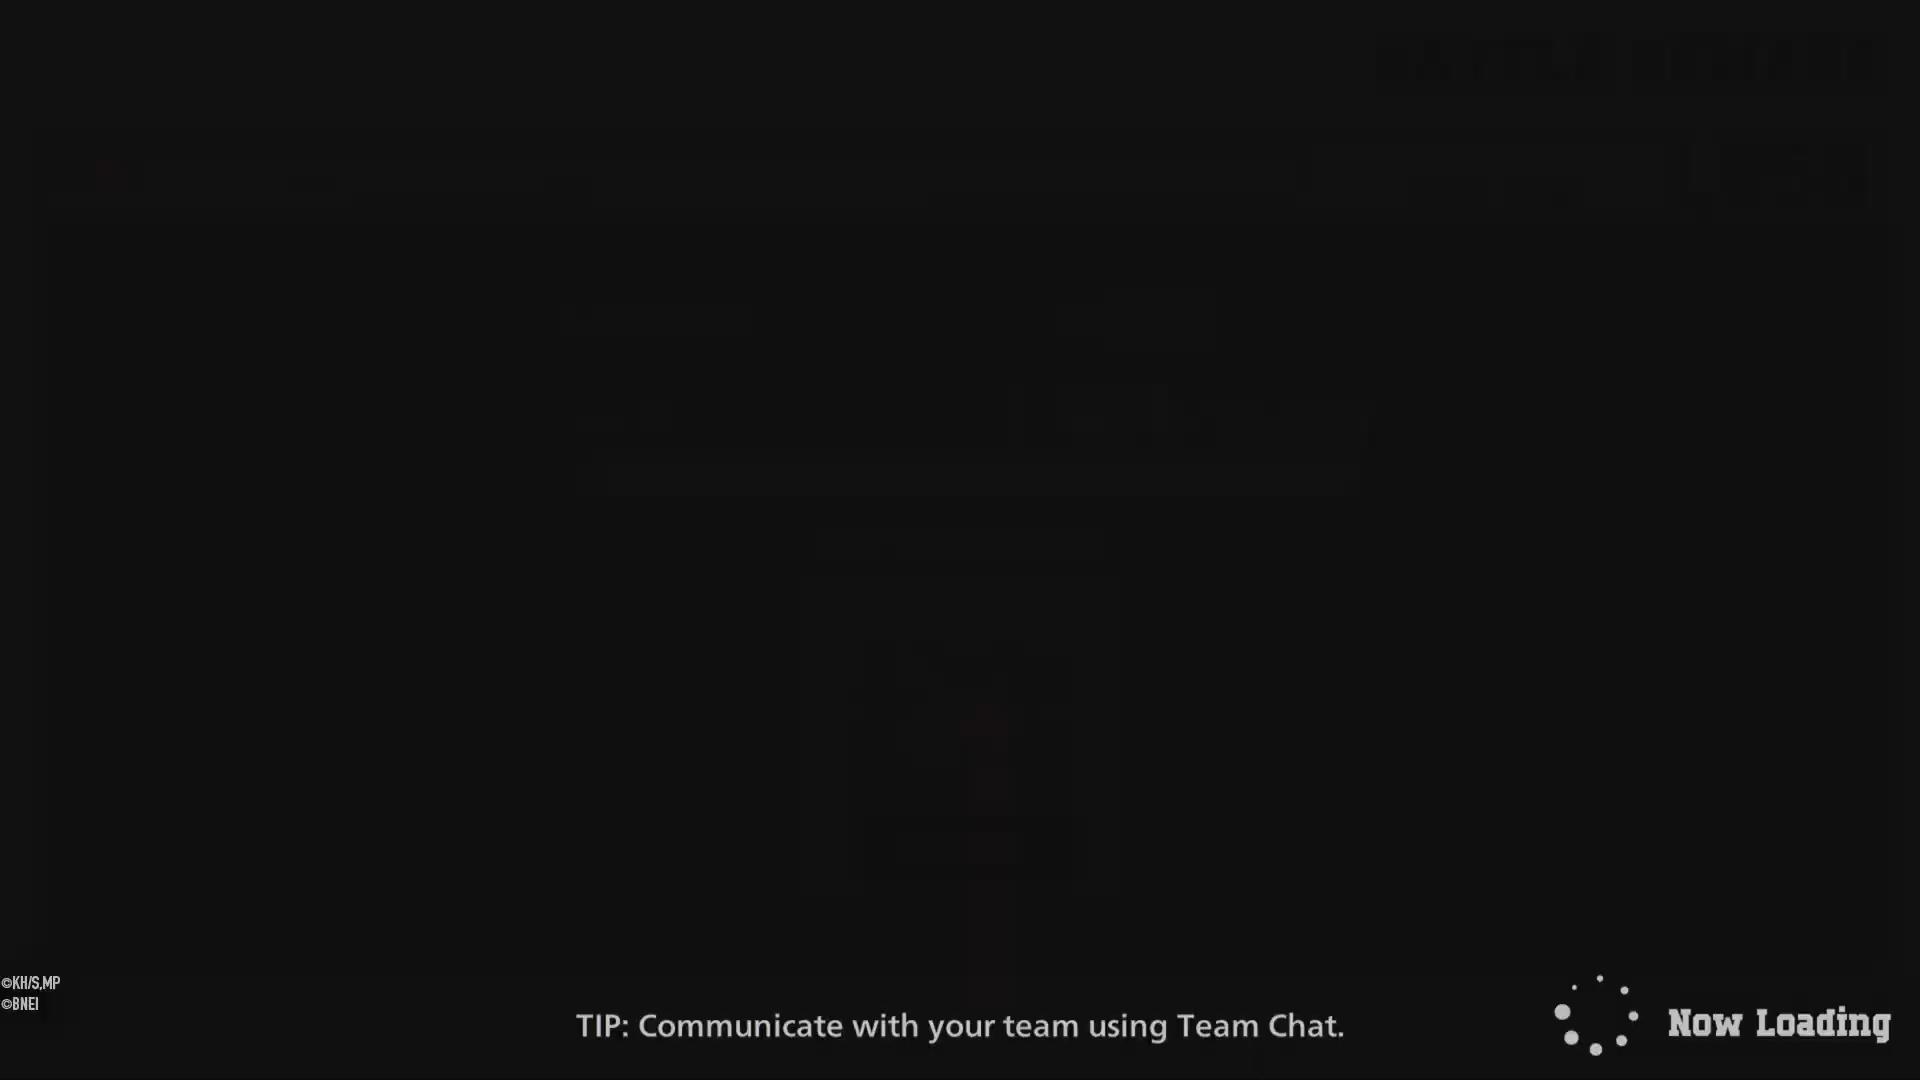 ©KH/S,MP
©BNEI
TIP: Communicate with your team using Team Chat.
Now Loading